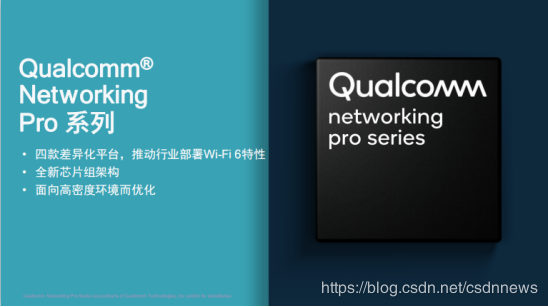 Qualcomm®
Networking
Pro 系列
• 四款差异化平台，推动行业部署Wi-Fi 6特性
• 全新芯片组架构
• 面向高密度环境而优化
Qualcomm
networking
pro series
https://blog.csdn.net/csdnnews